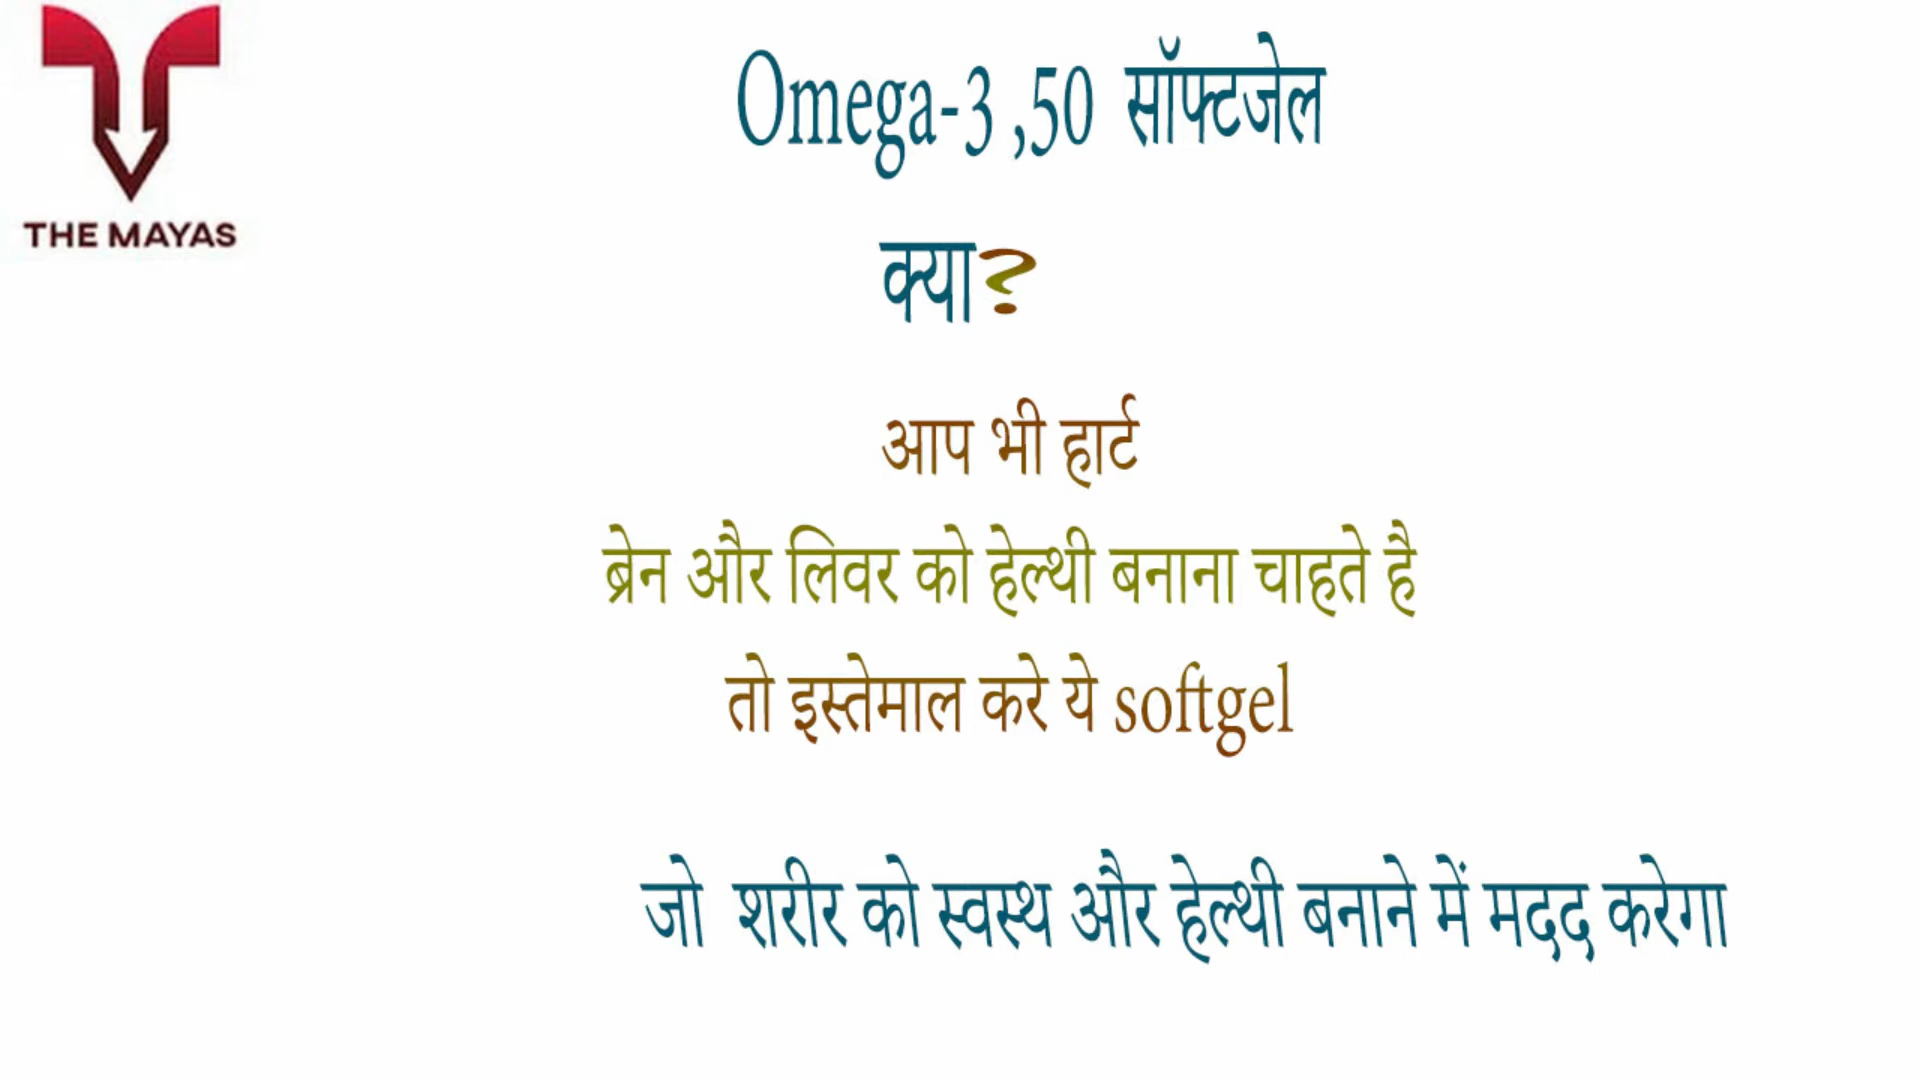 THE MAYAS
Omega-3 ,50 सॉफ्टजेल
क्या?
आप भी हार्ट
ब्रेन और लिवर को हेल्थी बनाना चाहते है
तो इस्तेमाल करे ये softgel
जो शरीर को स्वस्थ और हेल्थी बनाने में मदद करेगा